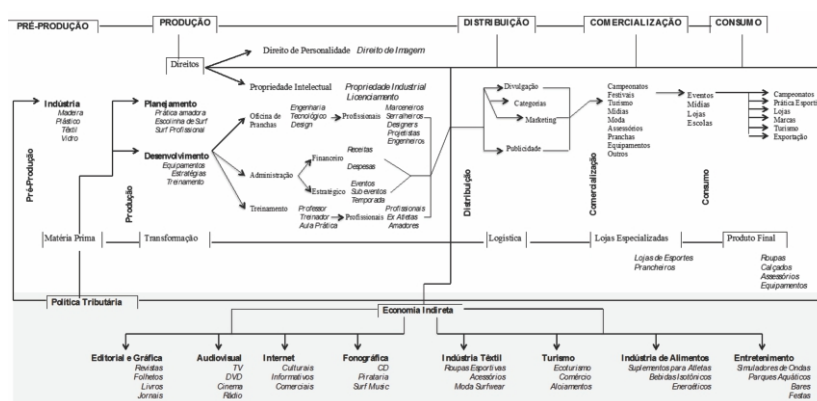 PRÉ-PRODUÇÃO
PRODUÇÃO
DISTRIBUIÇÃO
COMERCIALIZAÇÃO
CONSUMO
Direitos
Direito de Personalidade Direito de Imagem
Propriedade Intelectual
Propriedade Industrial
Licenciamento
Pré-Produção
Indústria
Madeira
Plástico
Têxtil
Vidro
Produção
Planejamento
Prática amadora
Escolinha de Surf
Surf Profissional
Desenvolvimento
Equipamentos
Estratégias
Treinamento
Oficina de
Pranchas
Engenharia
Tecnológico
Design
Profissionais
Marceneiros
Serralheiros
Designers
Projetistas
Engenheiros
Administração
Financeiro
Receitas
Despesas
Estratégico
Eventos
Sub eventos
Temporada
Treinamento
Professor
Treinador
Aula Prática
Profissionais
Profissionais
Ex Atletas
Amadores
Distribuição
Divulgação
Categorias
Marketing
Publicidade
Comercialização
Campeonatos
Festivais
Turismo
Mídias
Moda
Assessórios
Pranchas
Equipamentos
Outros
Consumo
Eventos
Mídias
Lojas
Escolas
Campeonatos
Prática Esporti
Lojas
Marcas
Turismo
Exportação
Matéria Prima
Transformação
Logística
Lojas Especializadas
Lojas de Esportes
Prancheiros
Produto Final
Roupas
Calçados
Assessórios
Equipamentos
Política Tributária
Economia Indireta
Editorial e Gráfica
Revistas
Folhetos
Livros
Jornais
Audiovisual
TV
DVD
Cinema
Rádio
Internet
Culturais
Informativos
Comerciais
Fonográfica
CD
Pirataria
Surf Music
Indústria Têxtil
Roupas Esportivas
Acessórios
Moda Surfwear
Turismo
Ecoturismo
Comércio
Alojamentos
Indústria de Alimentos
Suplementos para Atletas
Bebidas Isotônicos
Energéticos
Entretenimento
Simuladores de Ondas
Parques Aquáticos
Bares
Festas